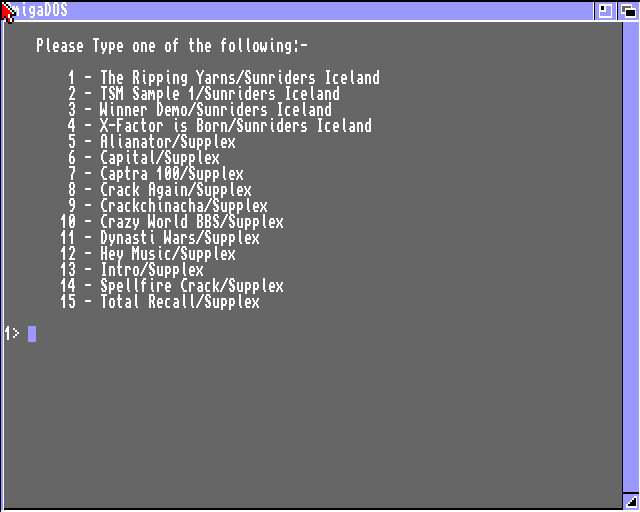 migaDOS
Please Type one of the following:-
1 - The Ripping Yarns/Sunriders Iceland
2 - TSM Sample 1/Sunriders Iceland
3 - Winner Demo/Sunriders Iceland
4 - X-Factor is Born/Sunriders Iceland
5 - Alianator/Supplex
6 - Capital/Supplex
7 - Captra 100/Supplex
8 - Crack Again/Supplex
9 - Crackchinacha/Supplex
10 - Crazy World BBS/Supplex
11 - Dynasti Wars/Supplex
12 - Hey Music/Supplex
13 - Intro/Supplex
14 - Spellfire Crack/Supplex
15 - Total Recall/Supplex
1>